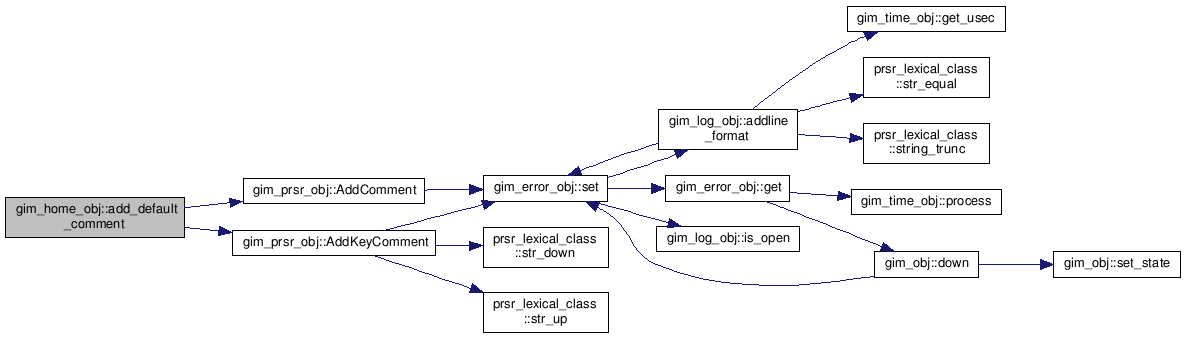 gim_home_obj::add_default
_comment
gim_prsr_obj::AddComment
gim_prsr_obj::AddKeyComment
gim_error_obj::set
prsr_lexical_class
::str_down
prsr_lexical_class
::str_up
gim_log_obj::addline
_format
gim_error_obj::get
gim_log_obj::is_open
gim_time_obj::get_usec
prsr_lexical_class
::str_equal
prsr_lexical_class
::string_trunc
gim_time_obj::process
gim_obj::down
gim_obj::set_state